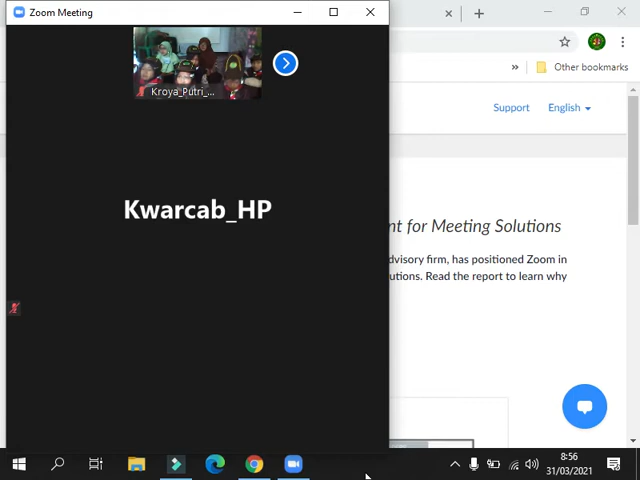 Zoom Meeting
Kroya_Putri_...
Kwarcab_HP
»
Other bookmarks
Support
English
nt for Meeting Solutions
dvisory firm, has positioned Zoom in
utions. Read the report to learn why
8:56
31/03/2021